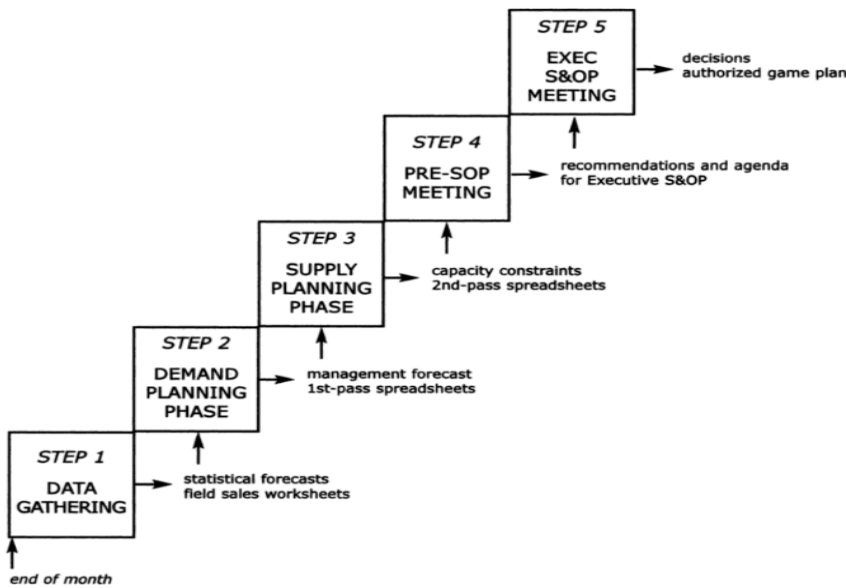 STEP 5
EXEC
S&OP
MEETING
decisions
authorized game plan
STEP 4
PRE-SOP
MEETING
recommendations and agenda
for Executive S&OP
STEP 3
SUPPLY
PLANNING
PHASE
capacity constraints
2nd-pass spreadsheets
STEP 2
DEMAND
PLANNING
PHASE
management forecast
1st-pass spreadsheets
STEP 1
DATA
GATHERING
statistical forecasts
field sales worksheets
end of month